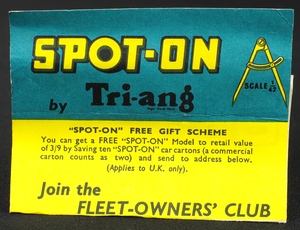 SPOT-ON
by Tri-ang
SCALE 1/42
"SPOT-ON" FREE GIFT SCHEME
You can get a FREE "SPOT-ON" Model to retail value
of 3/9 by Saving ten "SPOT-ON" car cartons (a commercial
carton counts as two) and send to address below.
(Applies to U.K. only).
Join the
FLEET-OWNERS' CLUB